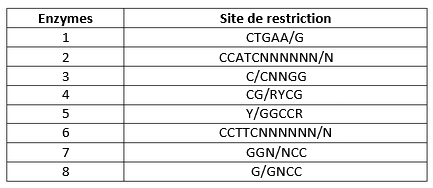 Enzymes Site de restriction
1 CTGAA/G
2 CCATCNNNNNN/N
3 C/CNNGG
4 CG/RYCG
5 Y/GGCCR
6 CCTTCNNNNNN/N
7 GGN/NCC
8 G/GNCC